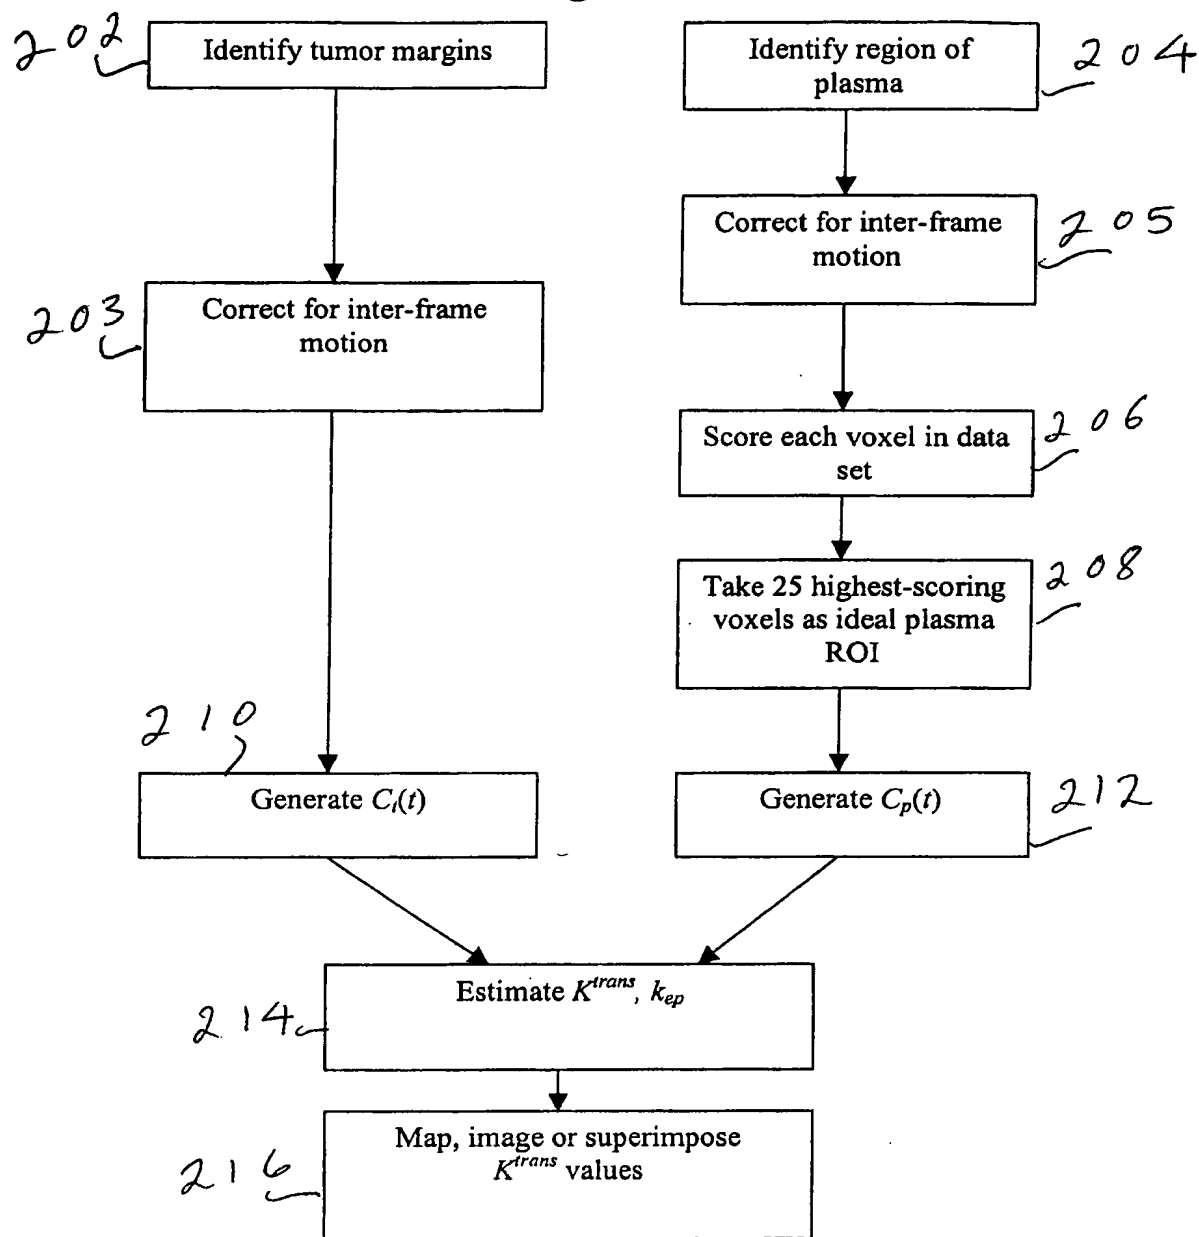 202
Identify tumor margins
Identify region of
plasma
204
Correct for inter-frame
motion
205
203
Correct for inter-frame
motion
Score each voxel in data
set
206
Take 25 highest-scoring
voxels as ideal plasma
ROI
208
210
Generate C_t(t)
Generate C_p(t)
212
Estimate K^trans, k_ep
214
Map, image or superimpose
K^trans values
216